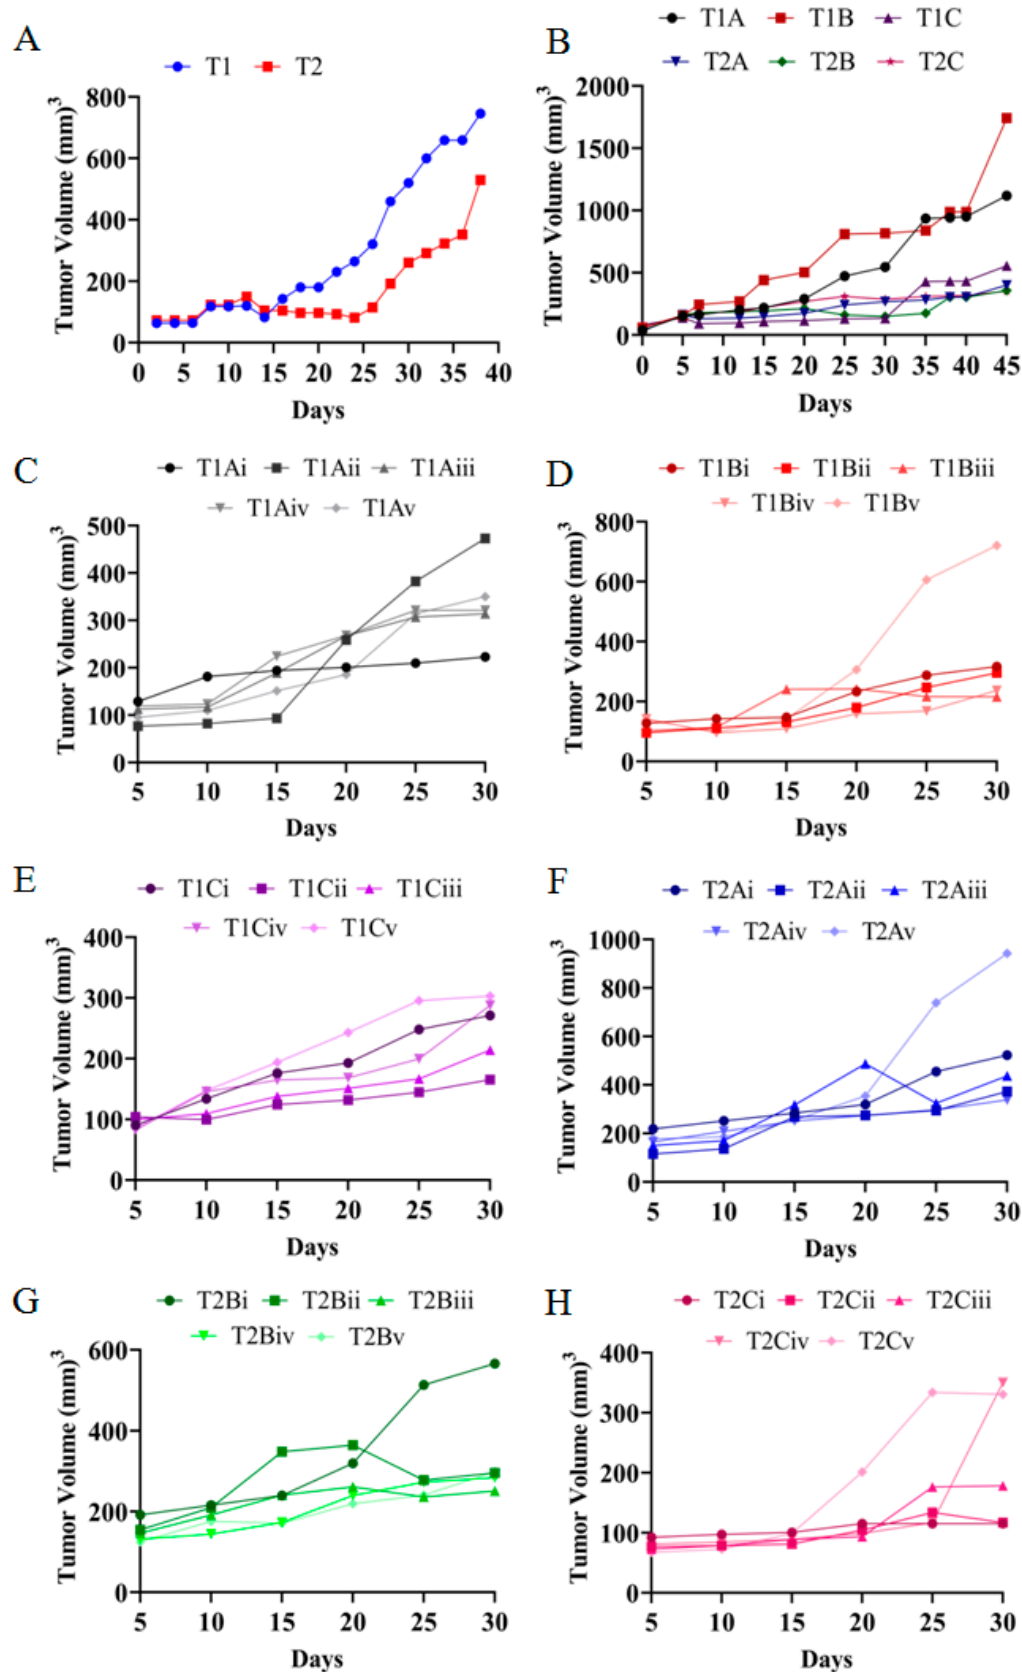 A
T1 T2
Tumor Volume (mm)³
800
600
400
200
0
0 5 10 15 20 25 30 35 40
Days
B
T1A T1B T1C
T2A T2B T2C
Tumor Volume (mm)³
2000
1500
1000
500
0
0 5 10 15 20 25 30 35 40 45
Days
C
T1Ai T1Aii T1Aiii
T1Aiv T1Av
Tumor Volume (mm)³
500
400
300
200
100
0
5 10 15 20 25 30
Days
D
T1Bi T1Bii T1Biii
T1Biv T1Bv
Tumor Volume (mm)³
800
600
400
200
0
5 10 15 20 25 30
Days
E
T1Ci T1Cii T1Ciii
T1Civ T1Cv
Tumor Volume (mm)³
400
300
200
100
0
5 10 15 20 25 30
Days
F
T2Ai T2Aii T2Aiii
T2Aiv T2Av
Tumor Volume (mm)³
1000
800
600
400
200
0
5 10 15 20 25 30
Days
G
T2Bi T2Bii T2Biii
T2Biv T2Bv
Tumor Volume (mm)³
600
400
200
0
5 10 15 20 25 30
Days
H
T2Ci T2Cii T2Ciii
T2Civ T2Cv
Tumor Volume (mm)³
400
300
200
100
0
5 10 15 20 25 30
Days